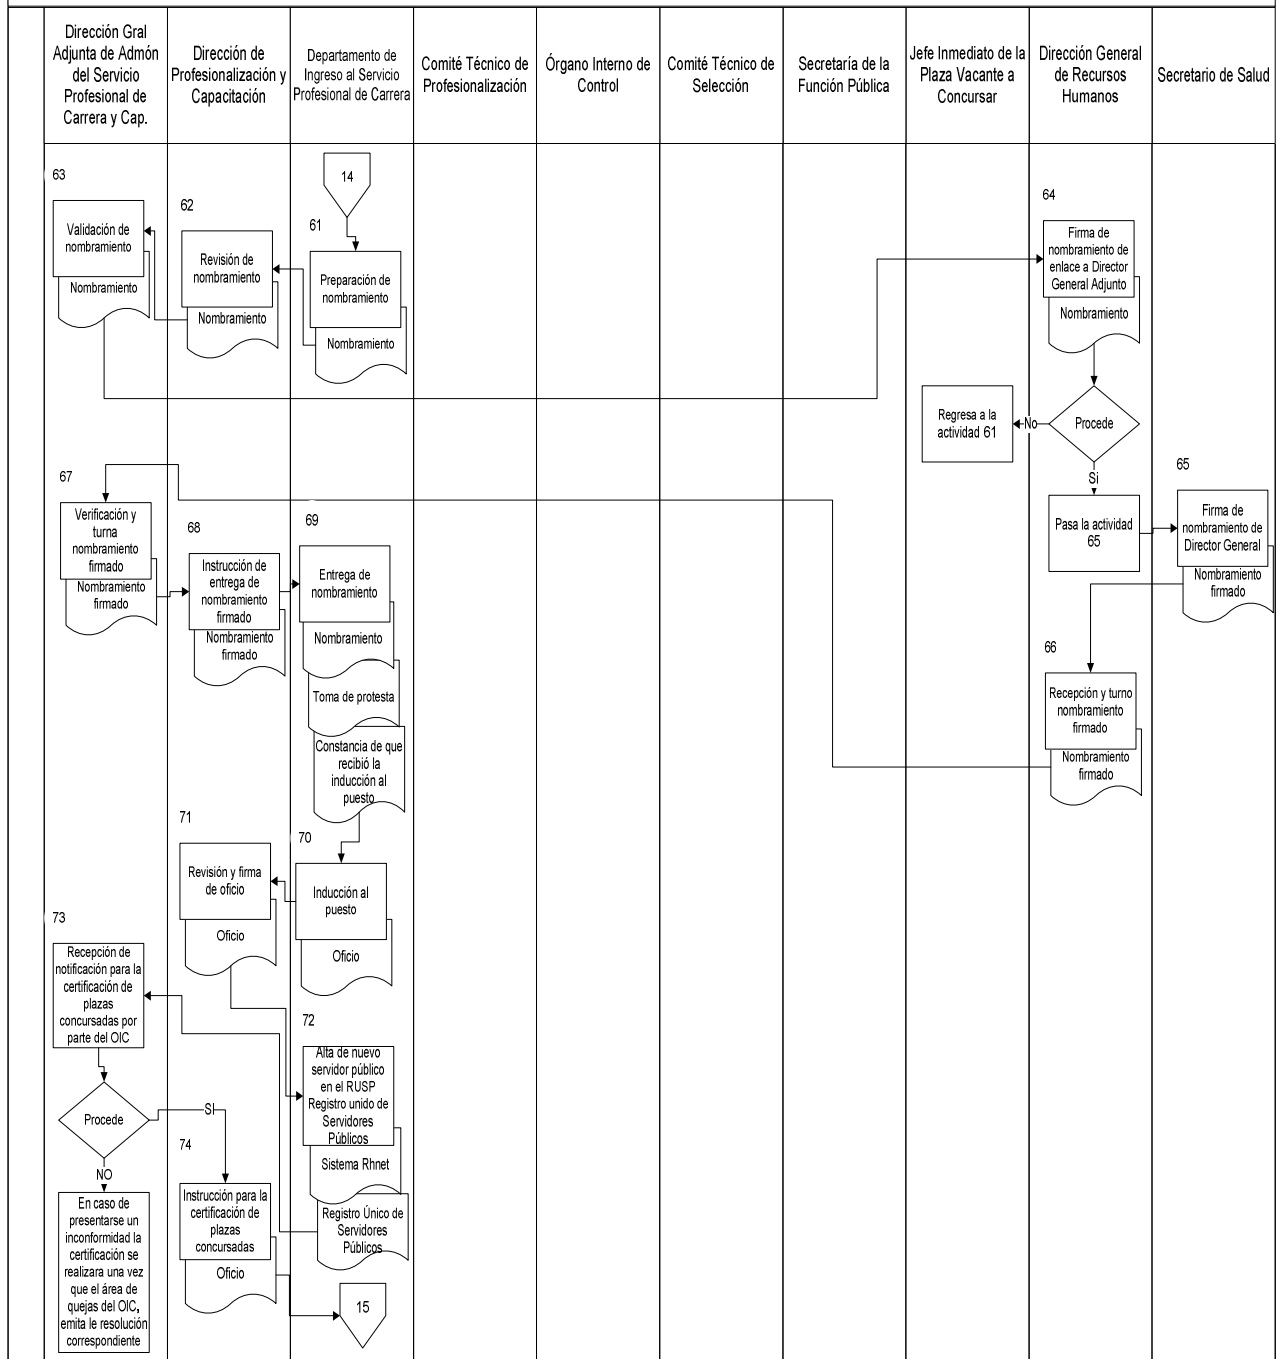 Dirección Gral
Adjunta de Admón
del Servicio
Profesional de
Carrera y Cap.
Dirección de
Profesionalización y
Capacitación
Departamento de
Ingreso al Servicio
Profesional de Carrera
Comité Técnico de
Profesionalización
Órgano Interno de
Control
Comité Técnico de
Selección
Secretaría de la
Función Pública
Jefe Inmediato de la
Plaza Vacante a
Concursar
Dirección General
de Recursos
Humanos
Secretario de Salud
14
61
Preparación de
nombramiento
Nombramiento
62
Revisión de
nombramiento
Nombramiento
63
Validación de
nombramiento
Nombramiento
64
Firma de
nombramiento de
enlace a Director
General Adjunto
Nombramiento
Procede
No
Regresa a la
actividad 61
Si
Pasa la actividad
65
65
Firma de
nombramiento de
Director General
Nombramiento
firmado
66
Recepción y turno
nombramiento
firmado
Nombramiento
firmado
67
Verificación y
turna
nombramiento
firmado
Nombramiento
firmado
68
Instrucción de
entrega de
nombramiento
firmado
Nombramiento
firmado
69
Entrega de
nombramiento
Nombramiento
Toma de protesta
Constancia de que
recibió la
inducción al
puesto
70
Inducción al
puesto
Oficio
71
Revisión y firma
de oficio
Oficio
72
Alta de nuevo
servidor público
en el RUSP
Registro unido de
Servidores
Públicos
Sistema Rhnet
Registro Único de
Servidores
Públicos
73
Recepción de
notificación para la
certificación de
plazas
concursadas por
parte del OIC
Procede
SI
NO
En caso de
presentarse un
inconformidad la
certificación se
realizara una vez
que el área de
quejas del OIC,
emita le resolución
correspondiente
74
Instrucción para la
certificación de
plazas
concursadas
Oficio
15